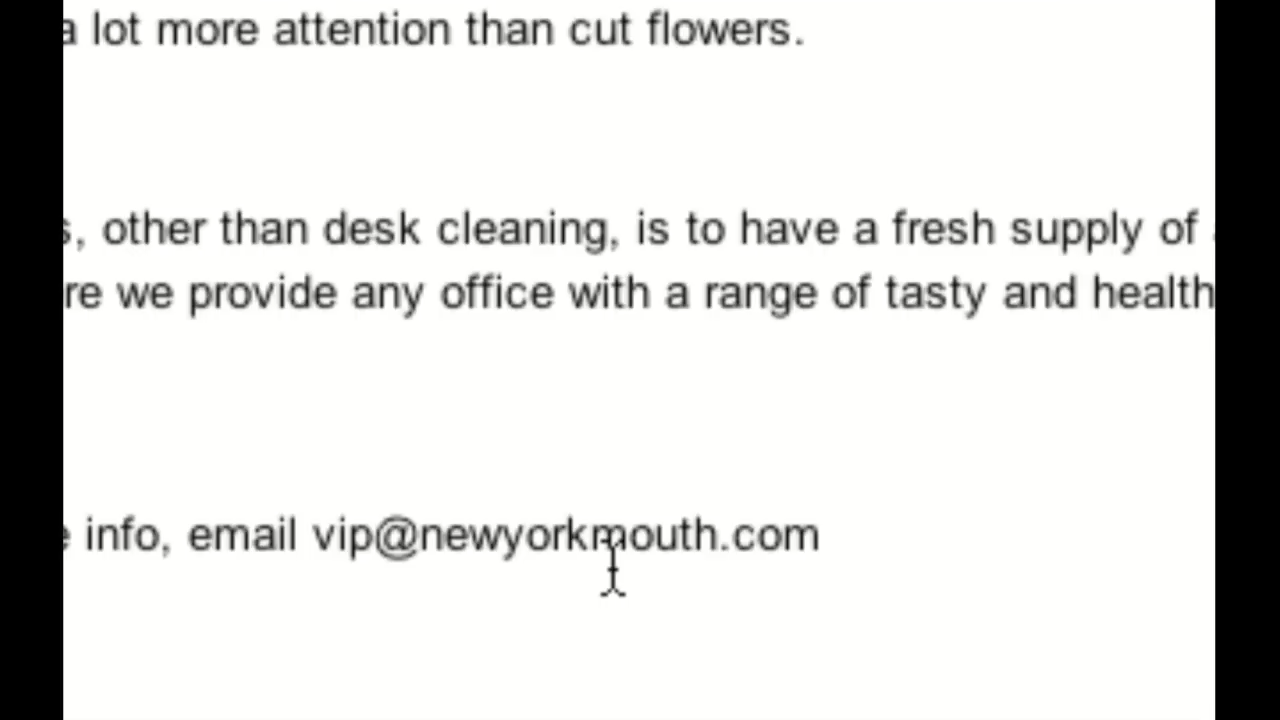 a lot more attention than cut flowers.
s, other than desk cleaning, is to have a fresh supply of
re we provide any office with a range of tasty and health
e info, email vip@newyorkmouth.com